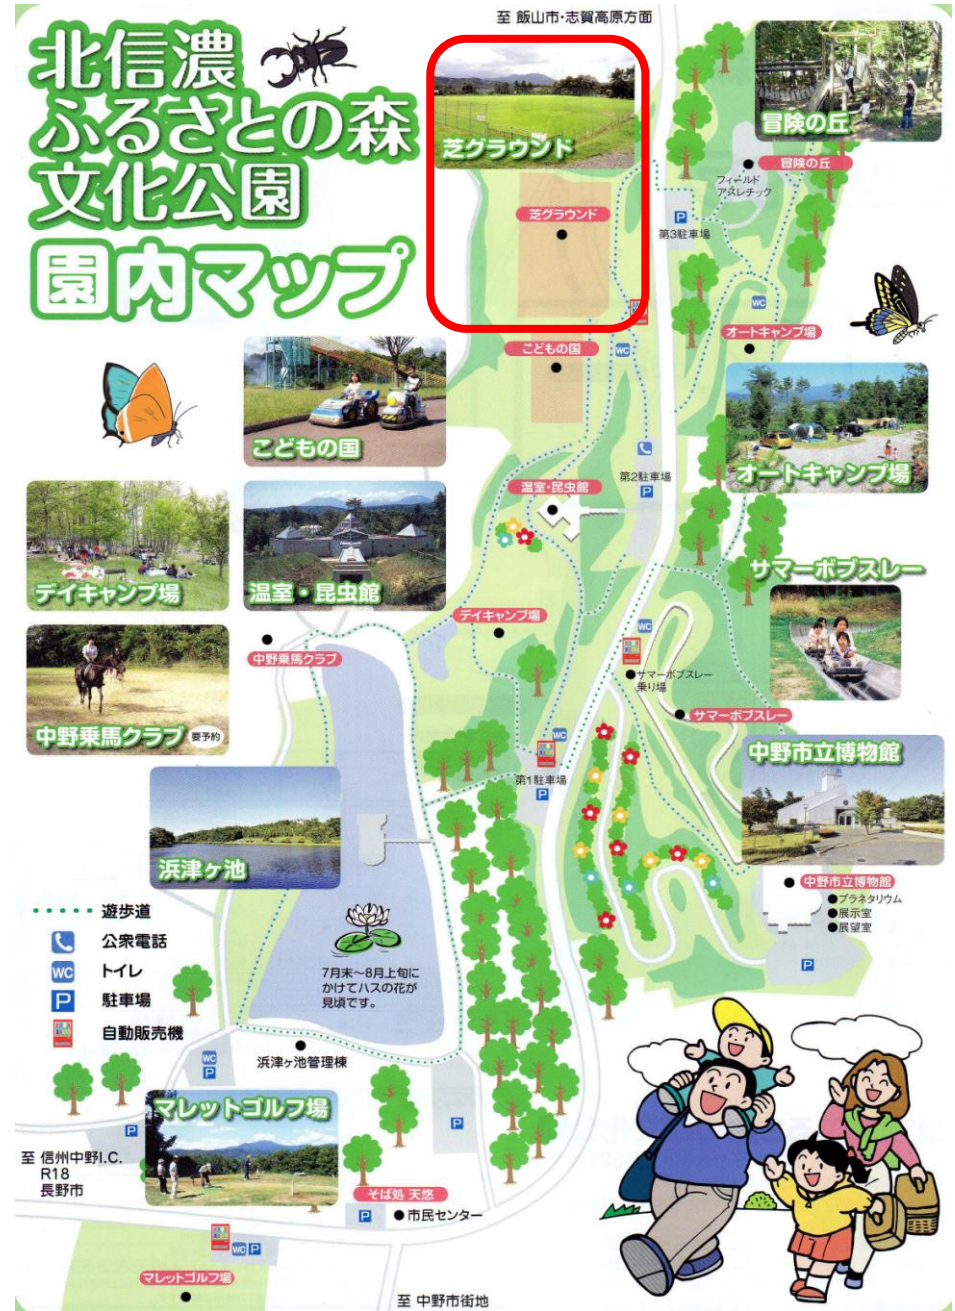 至 飯山市・志賀高原方面
北信濃
ふるさとの森
文化公園
園内マップ
芝グラウンド
冒険の丘
冒険の丘
フィールド
アスレチック
芝グラウンド
P
第3駐車場
WC
オートキャンプ場
こどもの国
WC
こどもの国
オートキャンプ場
第2駐車場
P
温室・昆虫館
デイキャンプ場
温室・昆虫館
サマーボブスレー
デイキャンプ場
WC
中野乗馬クラブ
サマーボブスレー
乗り場
サマーボブスレー
中野乗馬クラブ 要予約
WC
中野市立博物館
第1駐車場
P
浜津ヶ池
中野市立博物館
プラネタリウム
展示室
展望室
P
遊歩道
公衆電話
WC トイレ
P 駐車場
自動販売機
7月末~8月上旬に
かけてハスの花が
見頃です。
浜津ヶ池管理棟
WC
P
マレットゴルフ場
P
P
至 信州中野I.C.
R18
長野市
そば処 天悠
P
市民センター
WC P
マレットゴルフ場
至 中野市街地